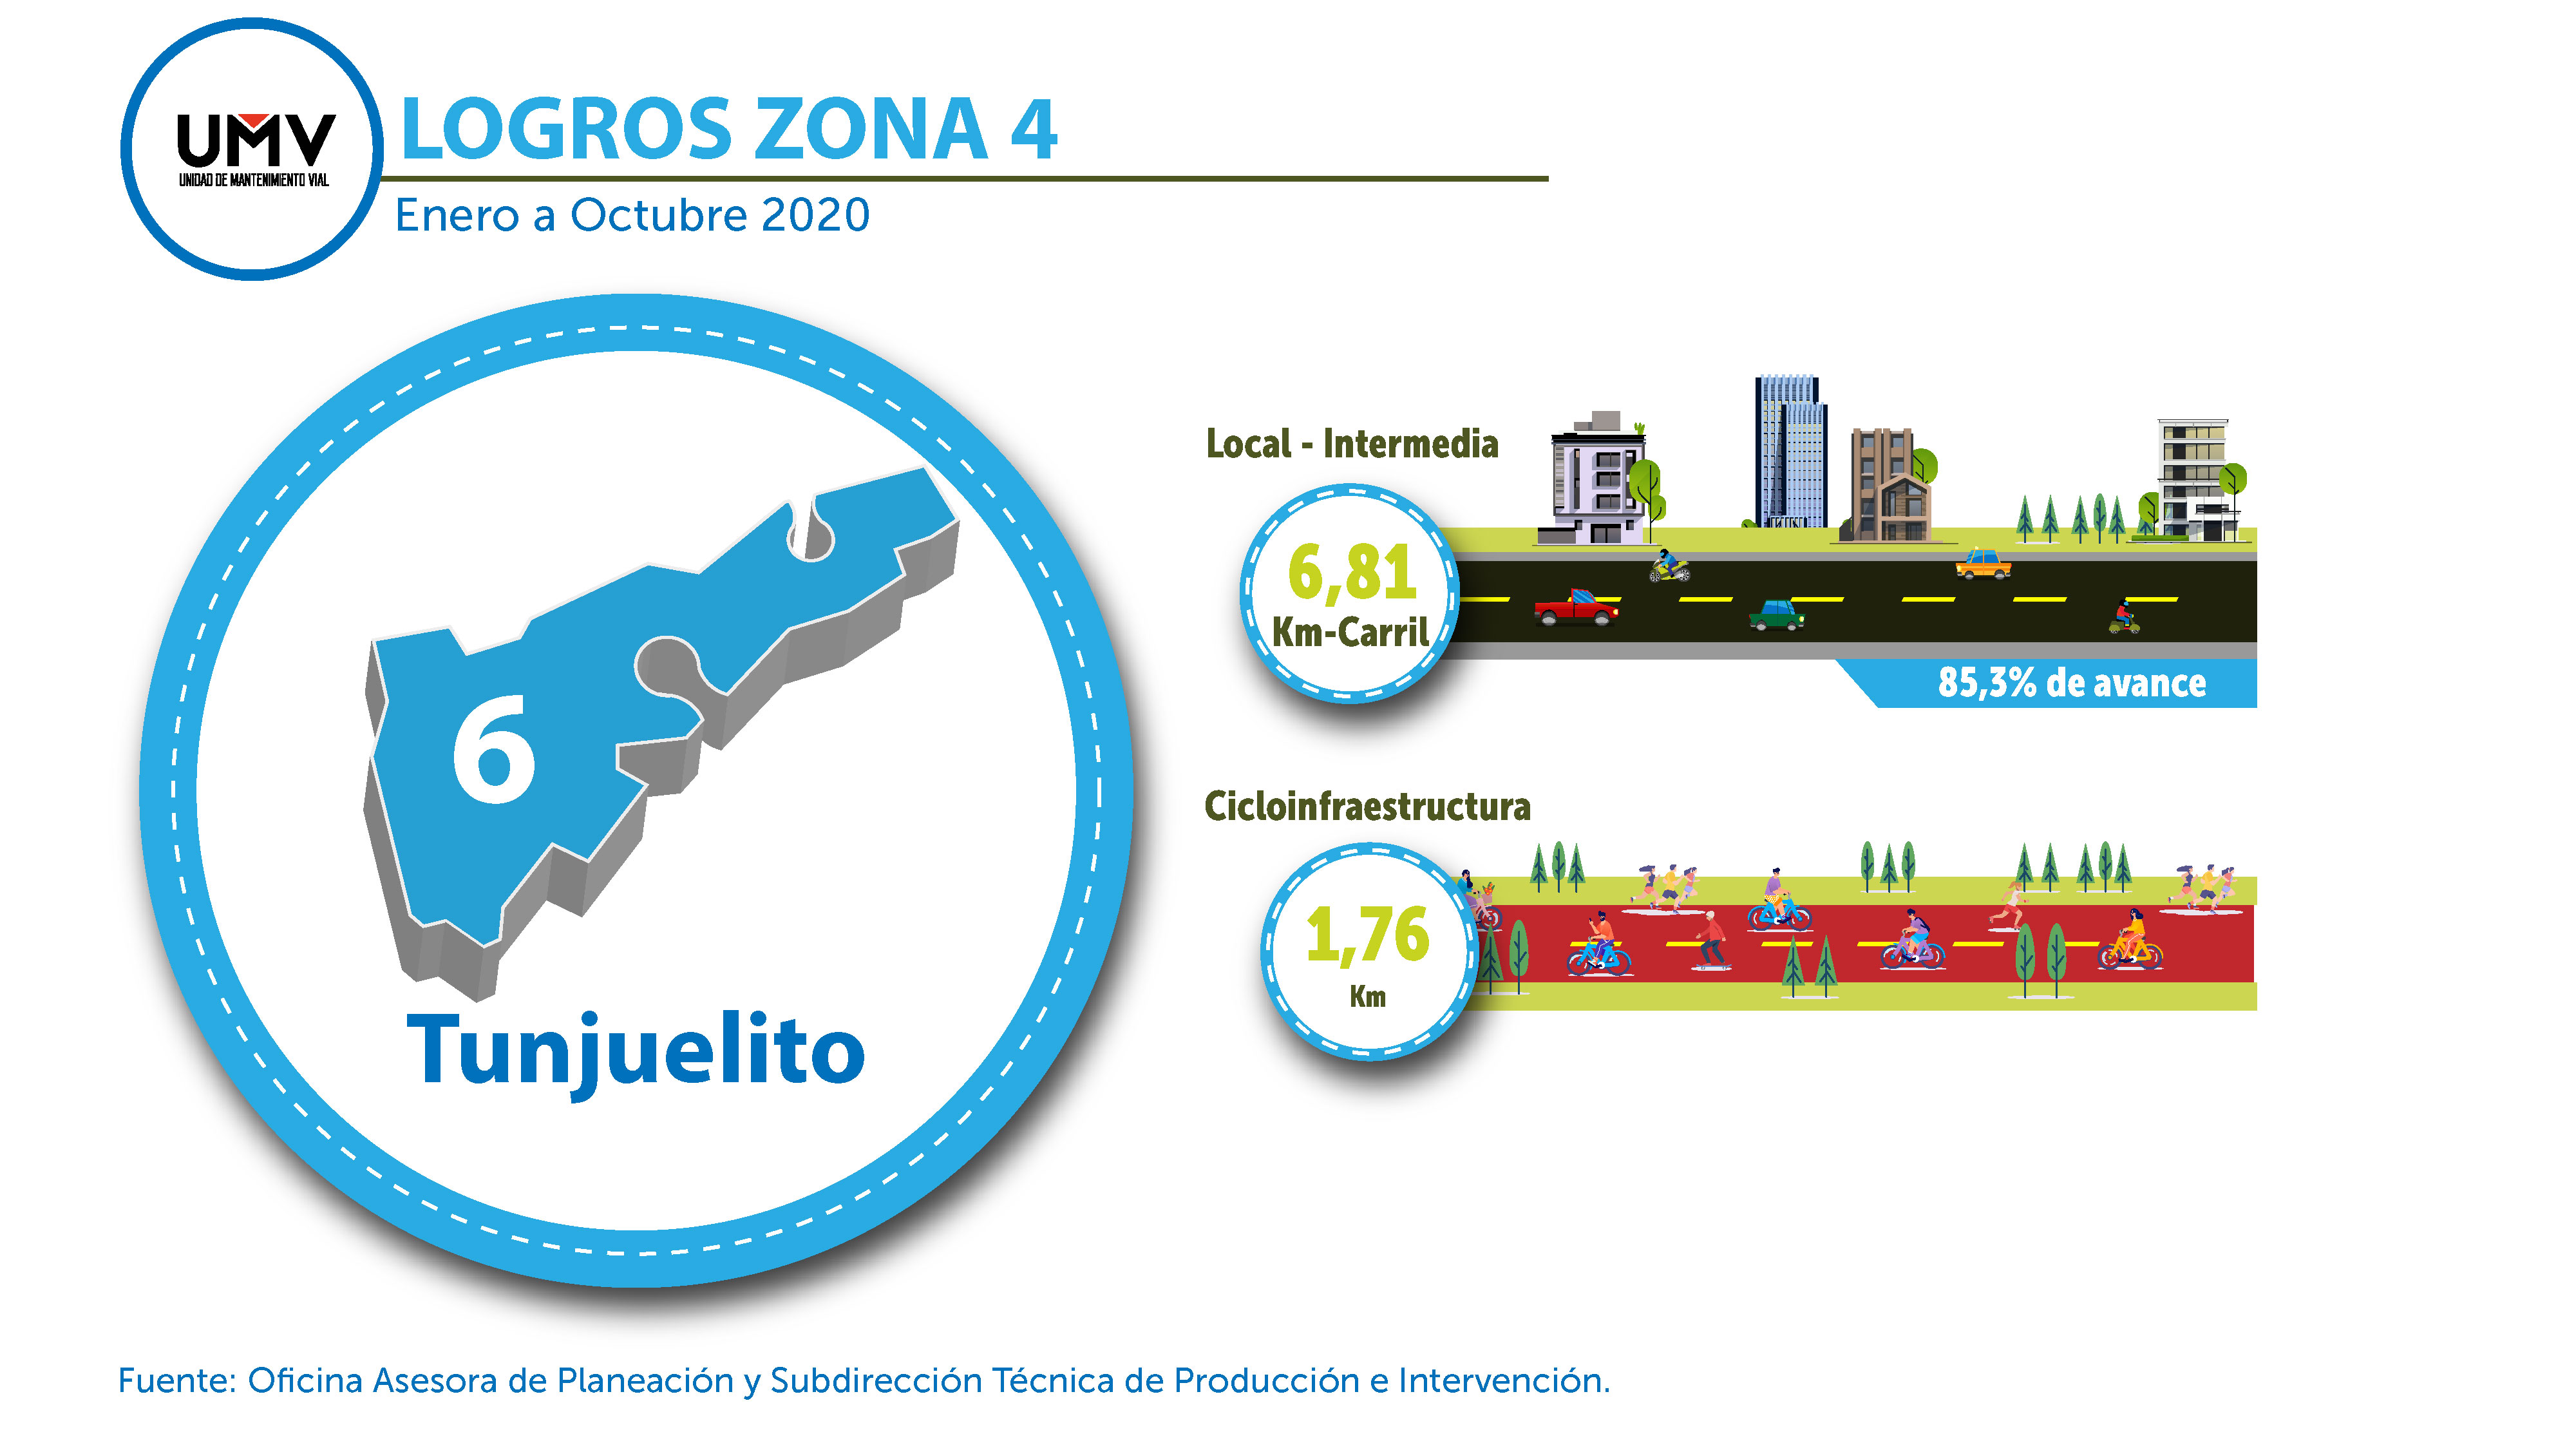 UMV
UNIDAD DE MANTENIMIENTO VIAL
LOGROS ZONA 4
Enero a Octubre 2020
6
Tunjuelito
Local - Intermedia
6,81
Km-Carril
85,3% de avance
Cicloinfraestructura
1,76
Km
Fuente: Oficina Asesora de Planeación y Subdirección Técnica de Producción e Intervención.